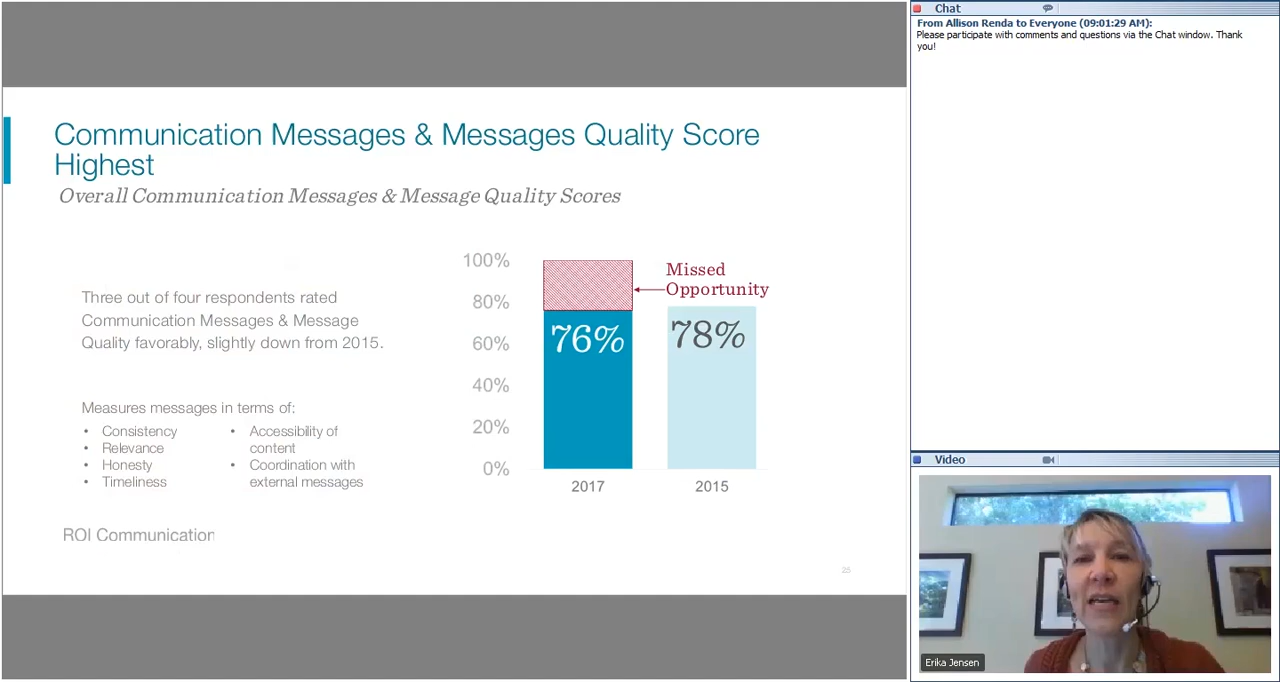 Communication Messages & Messages Quality Score
Highest
Overall Communication Messages & Message Quality Scores
Three out of four respondents rated
Communication Messages & Message
Quality favorably, slightly down from 2015.
Measures messages in terms of:
• Consistency
• Relevance
• Honesty
• Timeliness
• Accessibility of
content
• Coordination with
external messages
100%
80%
60%
40%
20%
0%
76%
78%
Missed
Opportunity
2017
2015
ROI Communication
25
Chat
From Allison Renda to Everyone (09:01:29 AM):
Please participate with comments and questions via the Chat window. Thank
you!
Video
Erika Jensen